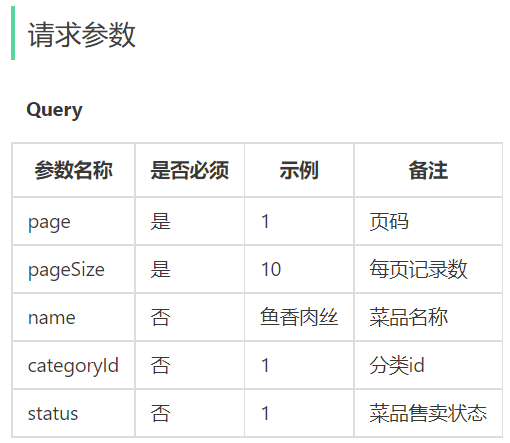 请求参数
Query
参数名称 是否必须 示例 备注
page 是 1 页码
pageSize 是 10 每页记录数
name 否 鱼香肉丝 菜品名称
categoryId 否 1 分类id
status 否 1 菜品售卖状态